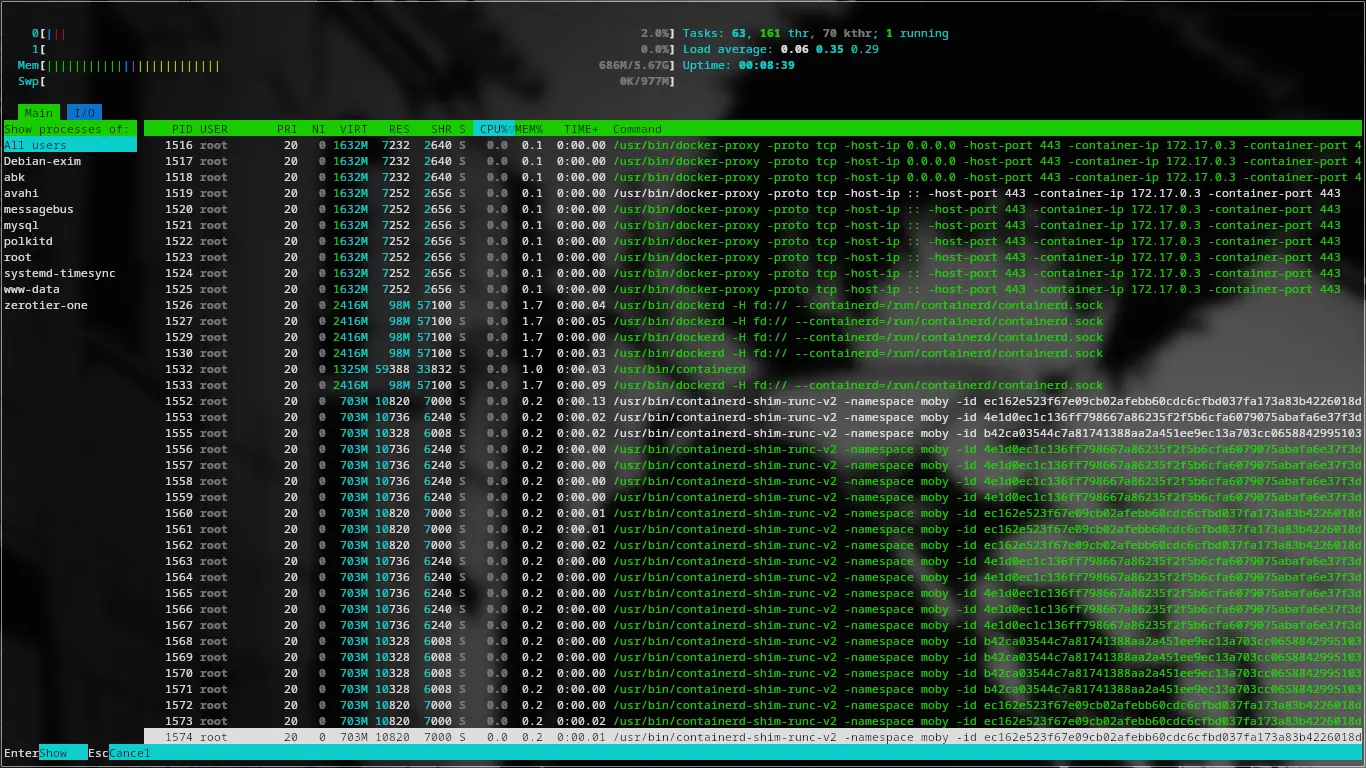 0[||| 2.0%] Tasks: 63, 161 thr, 70 kthr; 1 running
1[ 0.0%] Load average: 0.06 0.35 0.29
Mem[||||||||||||||||||||||||| 686M/5.67G] Uptime: 00:08:39
Swp[ 0K/977M]
Main I/O
Show processes of: PID USER PRI NI VIRT RES SHR S CPU%▽MEM% TIME+ Command
All users 1516 root 20 0 1632M 7232 2640 S 0.0 0.1 0:00.00 /usr/bin/docker-proxy -proto tcp -host-ip 0.0.0.0 -host-port 443 -container-ip 172.17.0.3 -container-port 4
Debian-exim 1517 root 20 0 1632M 7232 2640 S 0.0 0.1 0:00.00 /usr/bin/docker-proxy -proto tcp -host-ip 0.0.0.0 -host-port 443 -container-ip 172.17.0.3 -container-port 4
abk 1518 root 20 0 1632M 7232 2640 S 0.0 0.1 0:00.00 /usr/bin/docker-proxy -proto tcp -host-ip 0.0.0.0 -host-port 443 -container-ip 172.17.0.3 -container-port 4
avahi 1519 root 20 0 1632M 7252 2656 S 0.0 0.1 0:00.00 /usr/bin/docker-proxy -proto tcp -host-ip :: -host-port 443 -container-ip 172.17.0.3 -container-port 443
messagebus 1520 root 20 0 1632M 7252 2656 S 0.0 0.1 0:00.00 /usr/bin/docker-proxy -proto tcp -host-ip :: -host-port 443 -container-ip 172.17.0.3 -container-port 443
mysql 1521 root 20 0 1632M 7252 2656 S 0.0 0.1 0:00.00 /usr/bin/docker-proxy -proto tcp -host-ip :: -host-port 443 -container-ip 172.17.0.3 -container-port 443
polkitd 1522 root 20 0 1632M 7252 2656 S 0.0 0.1 0:00.00 /usr/bin/docker-proxy -proto tcp -host-ip :: -host-port 443 -container-ip 172.17.0.3 -container-port 443
root 1523 root 20 0 1632M 7252 2656 S 0.0 0.1 0:00.00 /usr/bin/docker-proxy -proto tcp -host-ip :: -host-port 443 -container-ip 172.17.0.3 -container-port 443
systemd-timesync 1524 root 20 0 1632M 7252 2656 S 0.0 0.1 0:00.00 /usr/bin/docker-proxy -proto tcp -host-ip :: -host-port 443 -container-ip 172.17.0.3 -container-port 443
www-data 1525 root 20 0 1632M 7252 2656 S 0.0 0.1 0:00.00 /usr/bin/docker-proxy -proto tcp -host-ip :: -host-port 443 -container-ip 172.17.0.3 -container-port 443
zerotier-one 1526 root 20 0 2416M 98M 57100 S 0.0 1.7 0:00.04 /usr/bin/dockerd -H fd:// --containerd=/run/containerd/containerd.sock
1527 root 20 0 2416M 98M 57100 S 0.0 1.7 0:00.05 /usr/bin/dockerd -H fd:// --containerd=/run/containerd/containerd.sock
1529 root 20 0 2416M 98M 57100 S 0.0 1.7 0:00.00 /usr/bin/dockerd -H fd:// --containerd=/run/containerd/containerd.sock
1530 root 20 0 2416M 98M 57100 S 0.0 1.7 0:00.03 /usr/bin/dockerd -H fd:// --containerd=/run/containerd/containerd.sock
1532 root 20 0 1325M 59388 33832 S 0.0 1.0 0:00.03 /usr/bin/containerd
1533 root 20 0 2416M 98M 57100 S 0.0 1.7 0:00.09 /usr/bin/dockerd -H fd:// --containerd=/run/containerd/containerd.sock
1552 root 20 0 703M 10820 7000 S 0.0 0.2 0:00.13 /usr/bin/containerd-shim-runc-v2 -namespace moby -id ec162e523f67e09cb02afebb60cdc6cfbd037fa173a83b4226018d
1553 root 20 0 703M 10736 6240 S 0.0 0.2 0:00.02 /usr/bin/containerd-shim-runc-v2 -namespace moby -id 4e1d0ec1c136ff798667a86235f2f5b6cfa6079075abafa6e37f3d
1555 root 20 0 703M 10328 6008 S 0.0 0.2 0:00.02 /usr/bin/containerd-shim-runc-v2 -namespace moby -id b42ca03544c7a81741388aa2a451ee9ec13a703cc0658842995103
1556 root 20 0 703M 10736 6240 S 0.0 0.2 0:00.00 /usr/bin/containerd-shim-runc-v2 -namespace moby -id 4e1d0ec1c136ff798667a86235f2f5b6cfa6079075abafa6e37f3d
1557 root 20 0 703M 10736 6240 S 0.0 0.2 0:00.00 /usr/bin/containerd-shim-runc-v2 -namespace moby -id 4e1d0ec1c136ff798667a86235f2f5b6cfa6079075abafa6e37f3d
1558 root 20 0 703M 10736 6240 S 0.0 0.2 0:00.00 /usr/bin/containerd-shim-runc-v2 -namespace moby -id 4e1d0ec1c136ff798667a86235f2f5b6cfa6079075abafa6e37f3d
1559 root 20 0 703M 10736 6240 S 0.0 0.2 0:00.00 /usr/bin/containerd-shim-runc-v2 -namespace moby -id 4e1d0ec1c136ff798667a86235f2f5b6cfa6079075abafa6e37f3d
1560 root 20 0 703M 10820 7000 S 0.0 0.2 0:00.01 /usr/bin/containerd-shim-runc-v2 -namespace moby -id ec162e523f67e09cb02afebb60cdc6cfbd037fa173a83b4226018d
1561 root 20 0 703M 10820 7000 S 0.0 0.2 0:00.01 /usr/bin/containerd-shim-runc-v2 -namespace moby -id ec162e523f67e09cb02afebb60cdc6cfbd037fa173a83b4226018d
1562 root 20 0 703M 10820 7000 S 0.0 0.2 0:00.02 /usr/bin/containerd-shim-runc-v2 -namespace moby -id ec162e523f67e09cb02afebb60cdc6cfbd037fa173a83b4226018d
1563 root 20 0 703M 10736 6240 S 0.0 0.2 0:00.00 /usr/bin/containerd-shim-runc-v2 -namespace moby -id 4e1d0ec1c136ff798667a86235f2f5b6cfa6079075abafa6e37f3d
1564 root 20 0 703M 10736 6240 S 0.0 0.2 0:00.00 /usr/bin/containerd-shim-runc-v2 -namespace moby -id 4e1d0ec1c136ff798667a86235f2f5b6cfa6079075abafa6e37f3d
1565 root 20 0 703M 10736 6240 S 0.0 0.2 0:00.00 /usr/bin/containerd-shim-runc-v2 -namespace moby -id 4e1d0ec1c136ff798667a86235f2f5b6cfa6079075abafa6e37f3d
1566 root 20 0 703M 10736 6240 S 0.0 0.2 0:00.00 /usr/bin/containerd-shim-runc-v2 -namespace moby -id 4e1d0ec1c136ff798667a86235f2f5b6cfa6079075abafa6e37f3d
1567 root 20 0 703M 10736 6240 S 0.0 0.2 0:00.00 /usr/bin/containerd-shim-runc-v2 -namespace moby -id 4e1d0ec1c136ff798667a86235f2f5b6cfa6079075abafa6e37f3d
1568 root 20 0 703M 10328 6008 S 0.0 0.2 0:00.00 /usr/bin/containerd-shim-runc-v2 -namespace moby -id b42ca03544c7a81741388aa2a451ee9ec13a703cc0658842995103
1569 root 20 0 703M 10328 6008 S 0.0 0.2 0:00.00 /usr/bin/containerd-shim-runc-v2 -namespace moby -id b42ca03544c7a81741388aa2a451ee9ec13a703cc0658842995103
1570 root 20 0 703M 10328 6008 S 0.0 0.2 0:00.00 /usr/bin/containerd-shim-runc-v2 -namespace moby -id b42ca03544c7a81741388aa2a451ee9ec13a703cc0658842995103
1571 root 20 0 703M 10328 6008 S 0.0 0.2 0:00.00 /usr/bin/containerd-shim-runc-v2 -namespace moby -id b42ca03544c7a81741388aa2a451ee9ec13a703cc0658842995103
1572 root 20 0 703M 10820 7000 S 0.0 0.2 0:00.00 /usr/bin/containerd-shim-runc-v2 -namespace moby -id ec162e523f67e09cb02afebb60cdc6cfbd037fa173a83b4226018d
1573 root 20 0 703M 10820 7000 S 0.0 0.2 0:00.02 /usr/bin/containerd-shim-runc-v2 -namespace moby -id ec162e523f67e09cb02afebb60cdc6cfbd037fa173a83b4226018d
1574 root 20 0 703M 10820 7000 S 0.0 0.2 0:00.01 /usr/bin/containerd-shim-runc-v2 -namespace moby -id ec162e523f67e09cb02afebb60cdc6cfbd037fa173a83b4226018d
EnterShow EscCancel